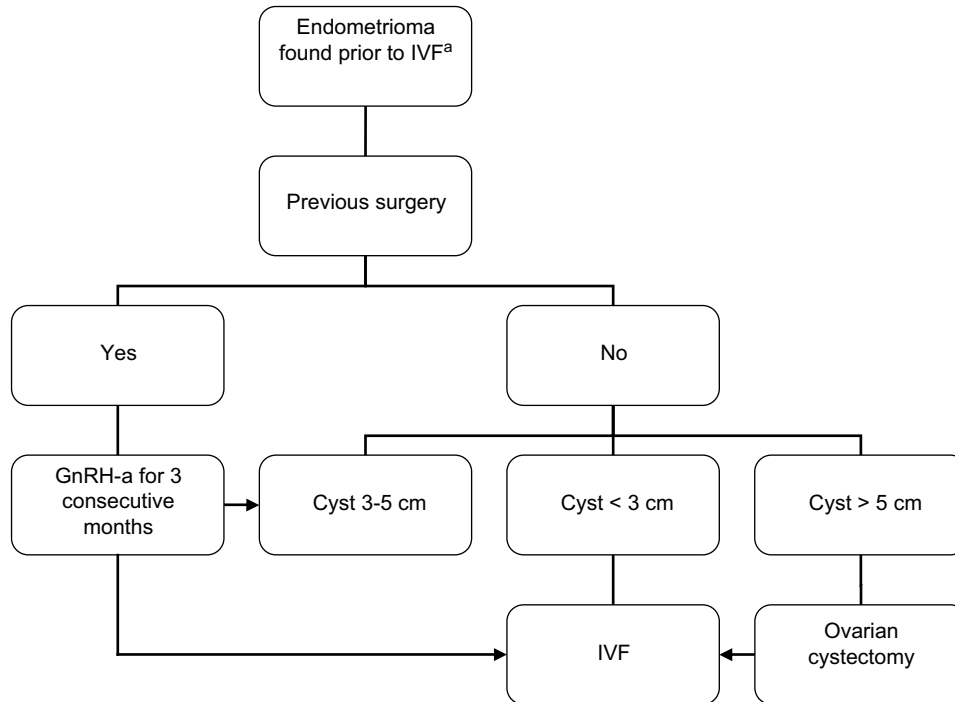 Endometrioma
found prior to IVFᵃ
Previous surgery
Yes
No
GnRH-a for 3
consecutive
months
Cyst 3-5 cm
Cyst < 3 cm
Cyst > 5 cm
IVF
Ovarian
cystectomy